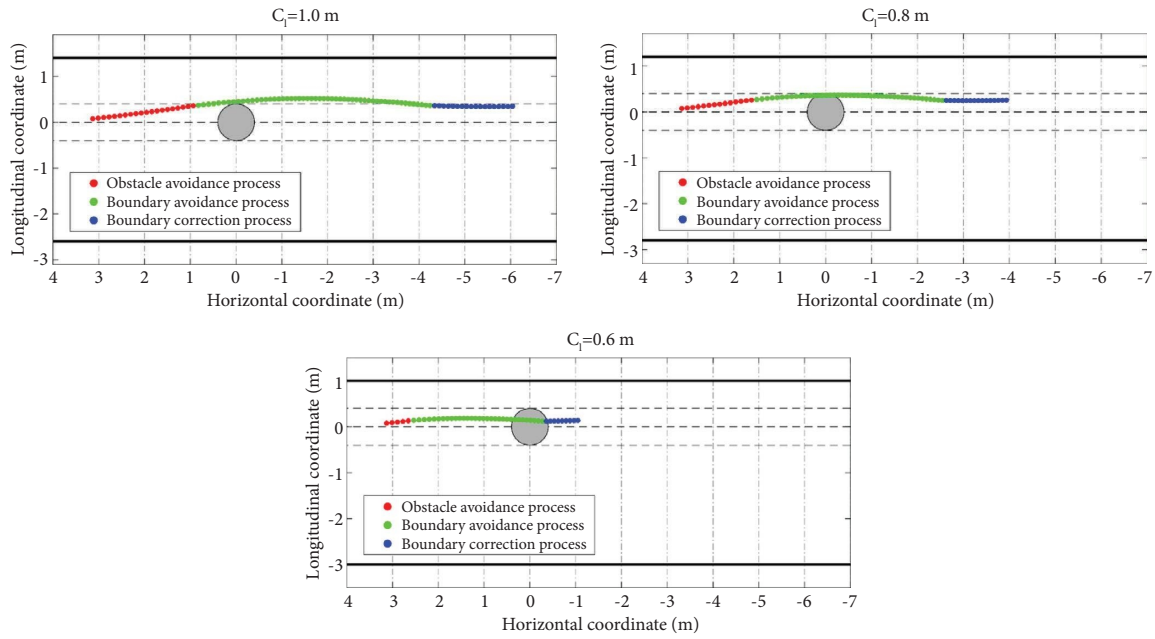 C₁=1.0 m
Longitudinal coordinate (m)
1
0
-1
-2
-3
Obstacle avoidance process
Boundary avoidance process
Boundary correction process
4 3 2 1 0 -1 -2 -3 -4 -5 -6 -7
Horizontal coordinate (m)
C₁=0.8 m
Longitudinal coordinate (m)
1
0
-1
-2
-3
Obstacle avoidance process
Boundary avoidance process
Boundary correction process
4 3 2 1 0 -1 -2 -3 -4 -5 -6 -7
Horizontal coordinate (m)
C₁=0.6 m
Longitudinal coordinate (m)
1
0
-1
-2
-3
Obstacle avoidance process
Boundary avoidance process
Boundary correction process
4 3 2 1 0 -1 -2 -3 -4 -5 -6 -7
Horizontal coordinate (m)